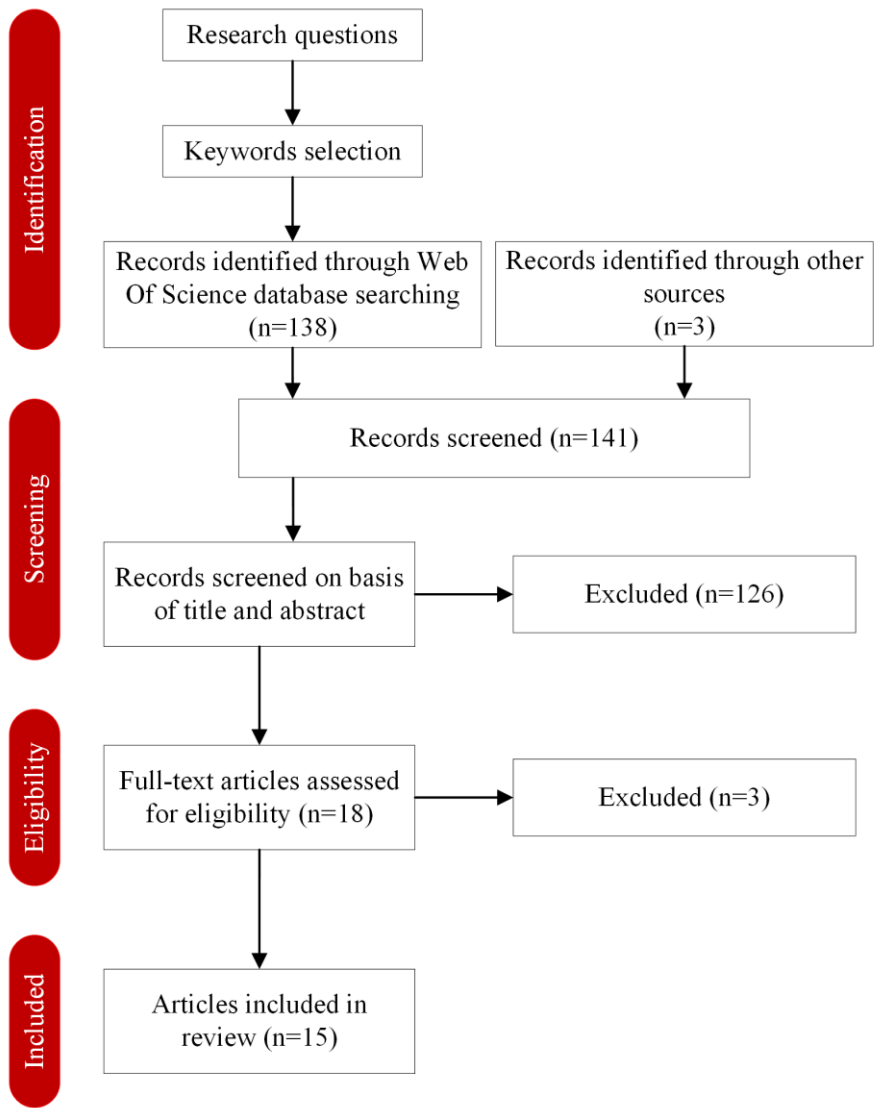 Identification
Research questions
Keywords selection
Records identified through Web
Of Science database searching
(n=138)
Records identified through other
sources
(n=3)
Screening
Records screened (n=141)
Records screened on basis
of title and abstract
Excluded (n=126)
Eligibility
Full-text articles assessed
for eligibility (n=18)
Excluded (n=3)
Included
Articles included in
review (n=15)